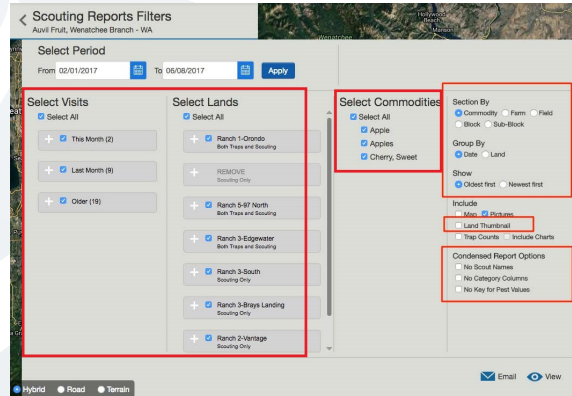 Scouting Reports Filters
Auvil Fruit, Wenatchee Branch - WA
Hollywood
Beach
Manson
Wenatchee
Select Period
From 02/01/2017 To 06/08/2017 Apply
Select Visits
Select All
This Month (2)
Last Month (9)
Older (19)
Select Lands
Select All
Ranch 1-Orondo
Both Traps and Scouting
REMOVE
Scouting Only
Ranch 5-97 North
Both Traps and Scouting
Ranch 3-Edgewater
Both Traps and Scouting
Ranch 3-South
Scouting Only
Ranch 3-Brays Landing
Scouting Only
Ranch 2-Vantage
Scouting Only
Select Commodities
Select All
Apple
Apples
Cherry, Sweet
Section By
Commodity Farm Field
Block Sub-Block
Group By
Date Land
Show
Oldest first Newest first
Include
Map Pictures
Land Thumbnail
Trap Counts Include Charts
Condensed Report Options
No Scout Names
No Category Columns
No Key for Pest Values
Email View
Hybrid Road Terrain